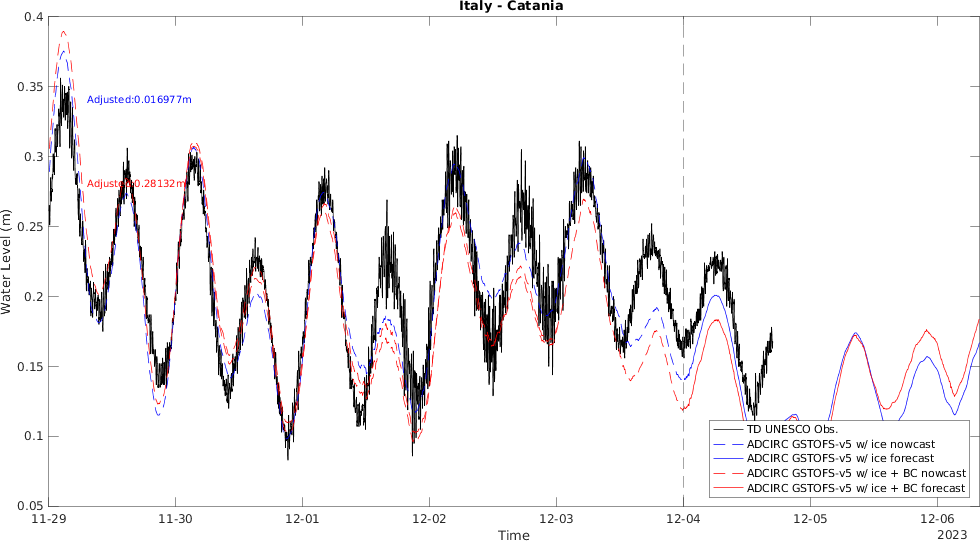 Italy - Catania
0.4
0.35
0.3
0.25
0.2
0.15
0.1
0.05
Water Level (m)
Adjusted:0.016977m
Adjusted:0.28132m
11-29
11-30
12-01
12-02
12-03
12-04
12-05
12-06
Time
2023
TD UNESCO Obs.
ADCIRC GSTOFS-v5 w/ ice nowcast
ADCIRC GSTOFS-v5 w/ ice forecast
ADCIRC GSTOFS-v5 w/ ice + BC nowcast
ADCIRC GSTOFS-v5 w/ ice + BC forecast